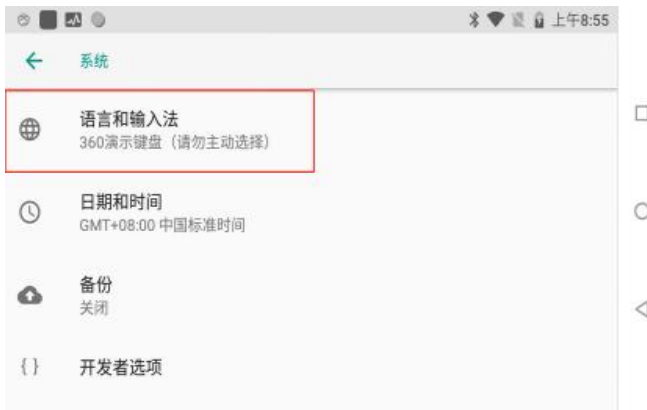 上午8:55
系统
语言和输入法
360演示键盘（请勿主动选择）
日期和时间
GMT+08:00 中国标准时间
备份
关闭
{ } 开发者选项